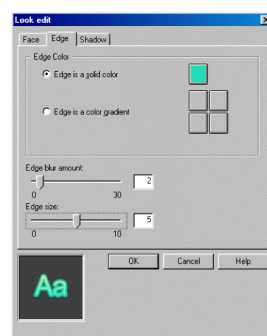 Look edit
Face Edge Shadow
Edge Color
Edge is a solid color
Edge is a color gradient
Edge blur amount:
2
0 30
Edge size:
5
0 10
OK Cancel Help
Aa